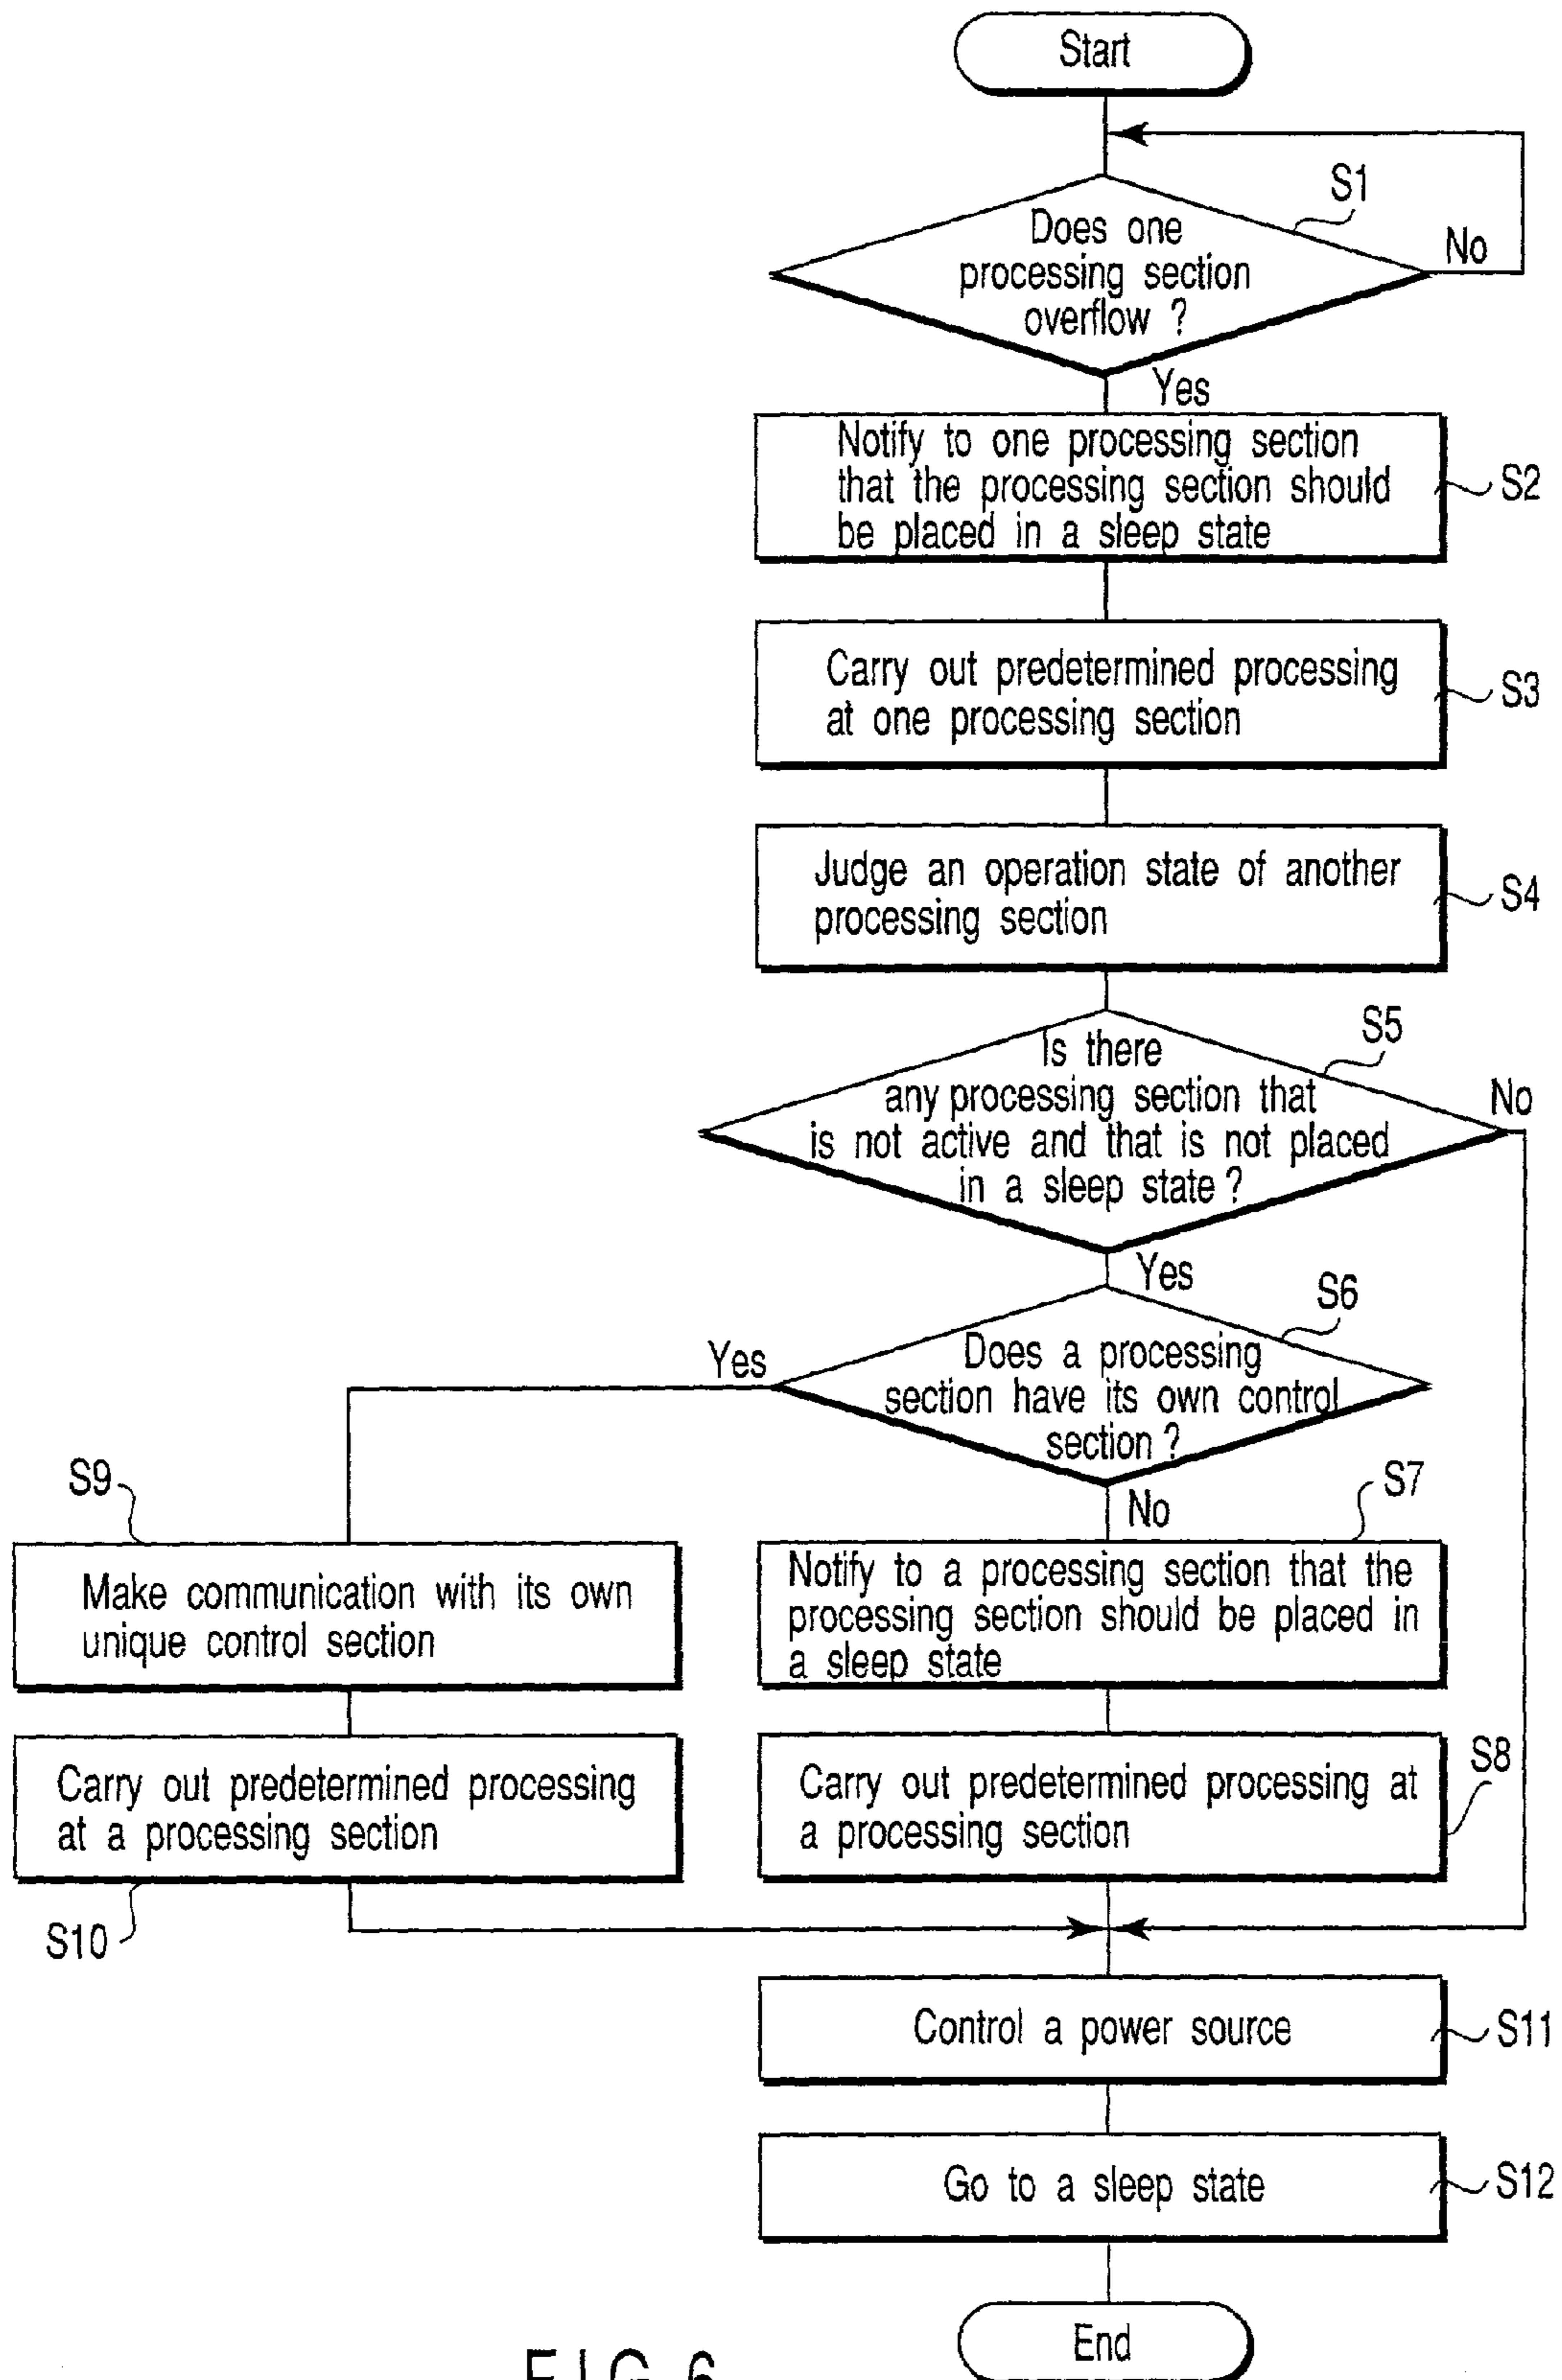 Start
S1
Does one
processing section
overflow ?
No
Yes
Notify to one processing section
that the processing section should
be placed in a sleep state
S2
Carry out predetermined processing
at one processing section
S3
Judge an operation state of another
processing section
S4
S5
Is there
any processing section that
is not active and that is not placed
in a sleep state ?
No
Yes
S6
Does a processing
section have its own control
section ?
Yes
No
S9
Make communication with its own
unique control section
S7
Notify to a processing section that the
processing section should be placed in
a sleep state
Carry out predetermined processing
at a processing section
S10
Carry out predetermined processing at
a processing section
S8
Control a power source
S11
Go to a sleep state
S12
End
FIG. 6